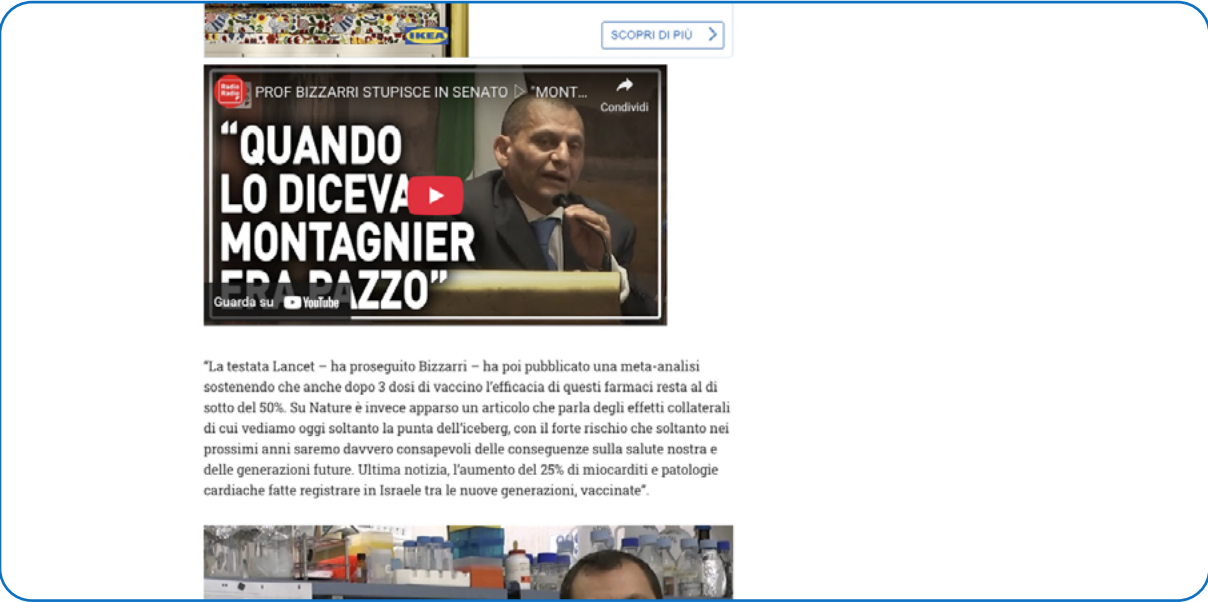 IKEA
SCOPRI DI PIÙ
Radio
Radio
PROF BIZZARRI STUPISCE IN SENATO ▷ "MONT...
Condividi
“QUANDO
LO DICEVA
MONTAGNIER
ERA PAZZO”
Guarda su YouTube
“La testata Lancet – ha proseguito Bizzarri – ha poi pubblicato una meta-analisi
sostenendo che anche dopo 3 dosi di vaccino l’efficacia di questi farmaci resta al di
sotto del 50%. Su Nature è invece apparso un articolo che parla degli effetti collaterali
di cui vediamo oggi soltanto la punta dell’iceberg, con il forte rischio che soltanto nei
prossimi anni saremo davvero consapevoli delle conseguenze sulla salute nostra e
delle generazioni future. Ultima notizia, l’aumento del 25% di miocarditi e patologie
cardiache fatte registrare in Israele tra le nuove generazioni, vaccinate”.